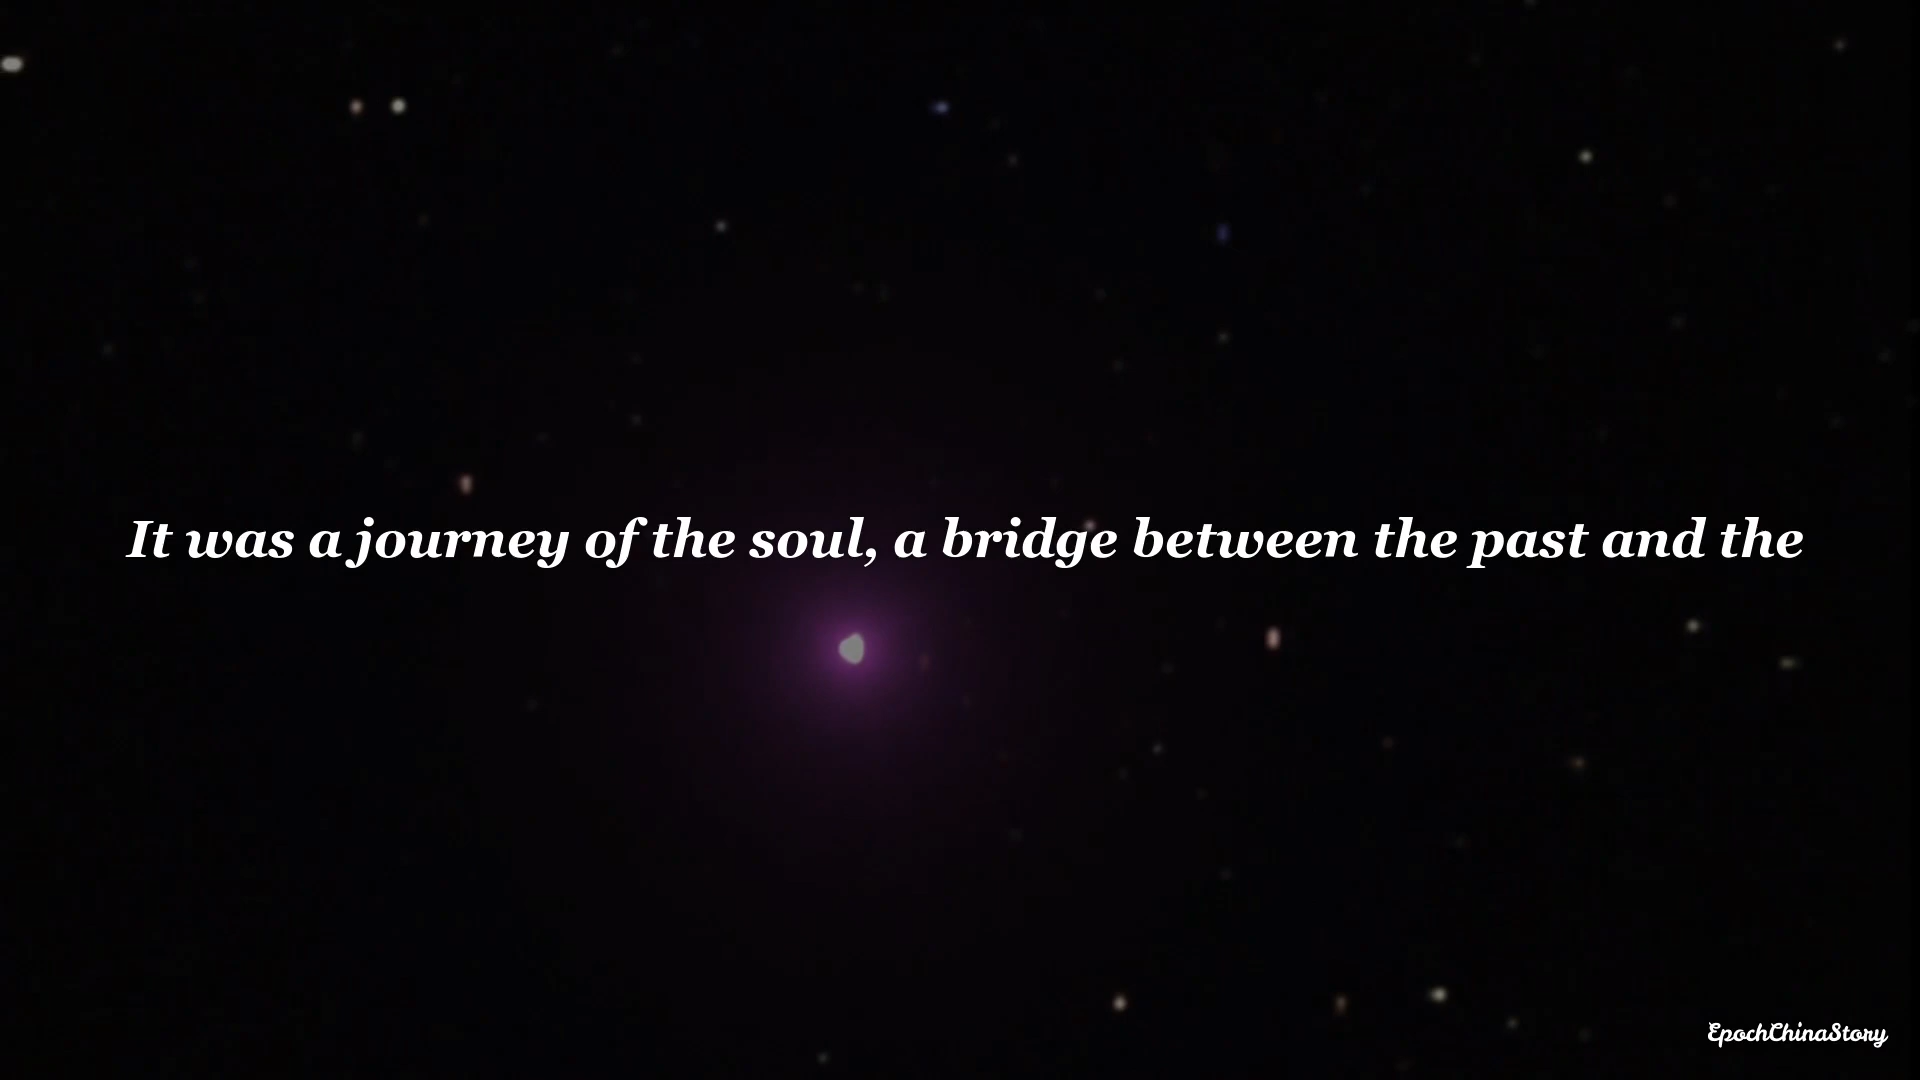 It was a journey of the soul, a bridge between the past and the
EpochChinaStory